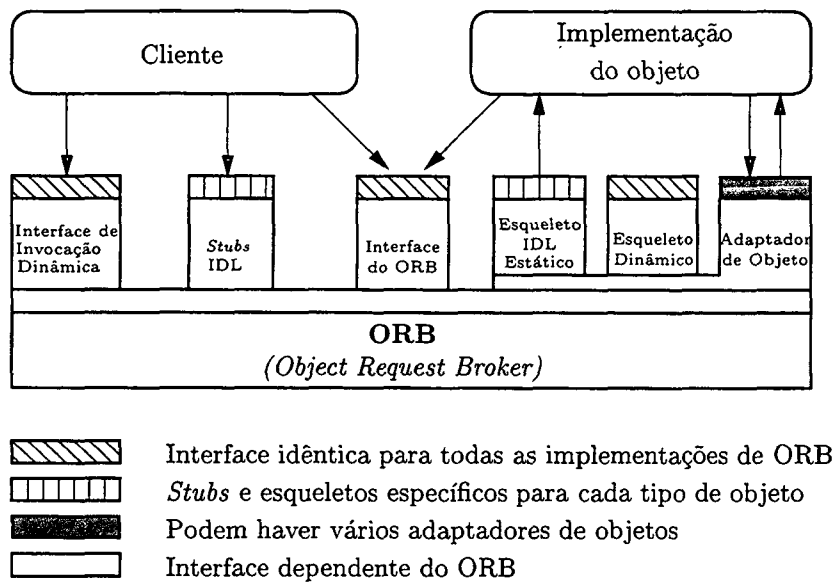 Cliente
Implementação
do objeto
Interface de
Invocação
Dinâmica
Stubs
IDL
Interface
do ORB
Esqueleto
IDL
Estático
Esqueleto
Dinâmico
Adaptador
de Objeto
ORB
(Object Request Broker)
Interface idêntica para todas as implementações de ORB
Stubs e esqueletos específicos para cada tipo de objeto
Podem haver vários adaptadores de objetos
Interface dependente do ORB